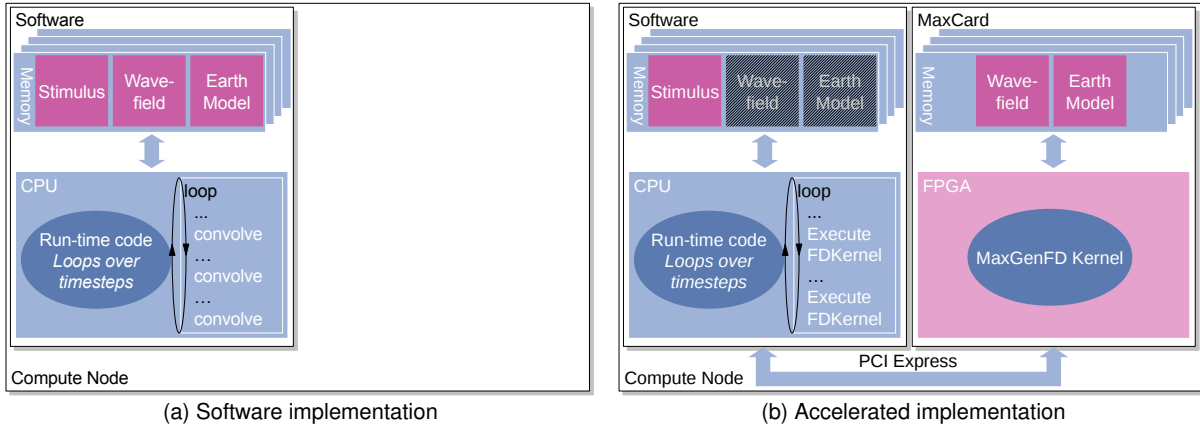 Software
Memory
Stimulus
Wave-
field
Earth
Model
CPU
Run-time code
Loops over
timesteps
loop
...
convolve
...
convolve
...
convolve
Compute Node
(a) Software implementation
Software
Memory
Stimulus
Wave-
field
Earth
Model
CPU
Run-time code
Loops over
timesteps
loop
...
Execute
FDKernel
...
Execute
FDKernel
MaxCard
Memory
Wave-
field
Earth
Model
FPGA
MaxGenFD Kernel
PCI Express
Compute Node
(b) Accelerated implementation